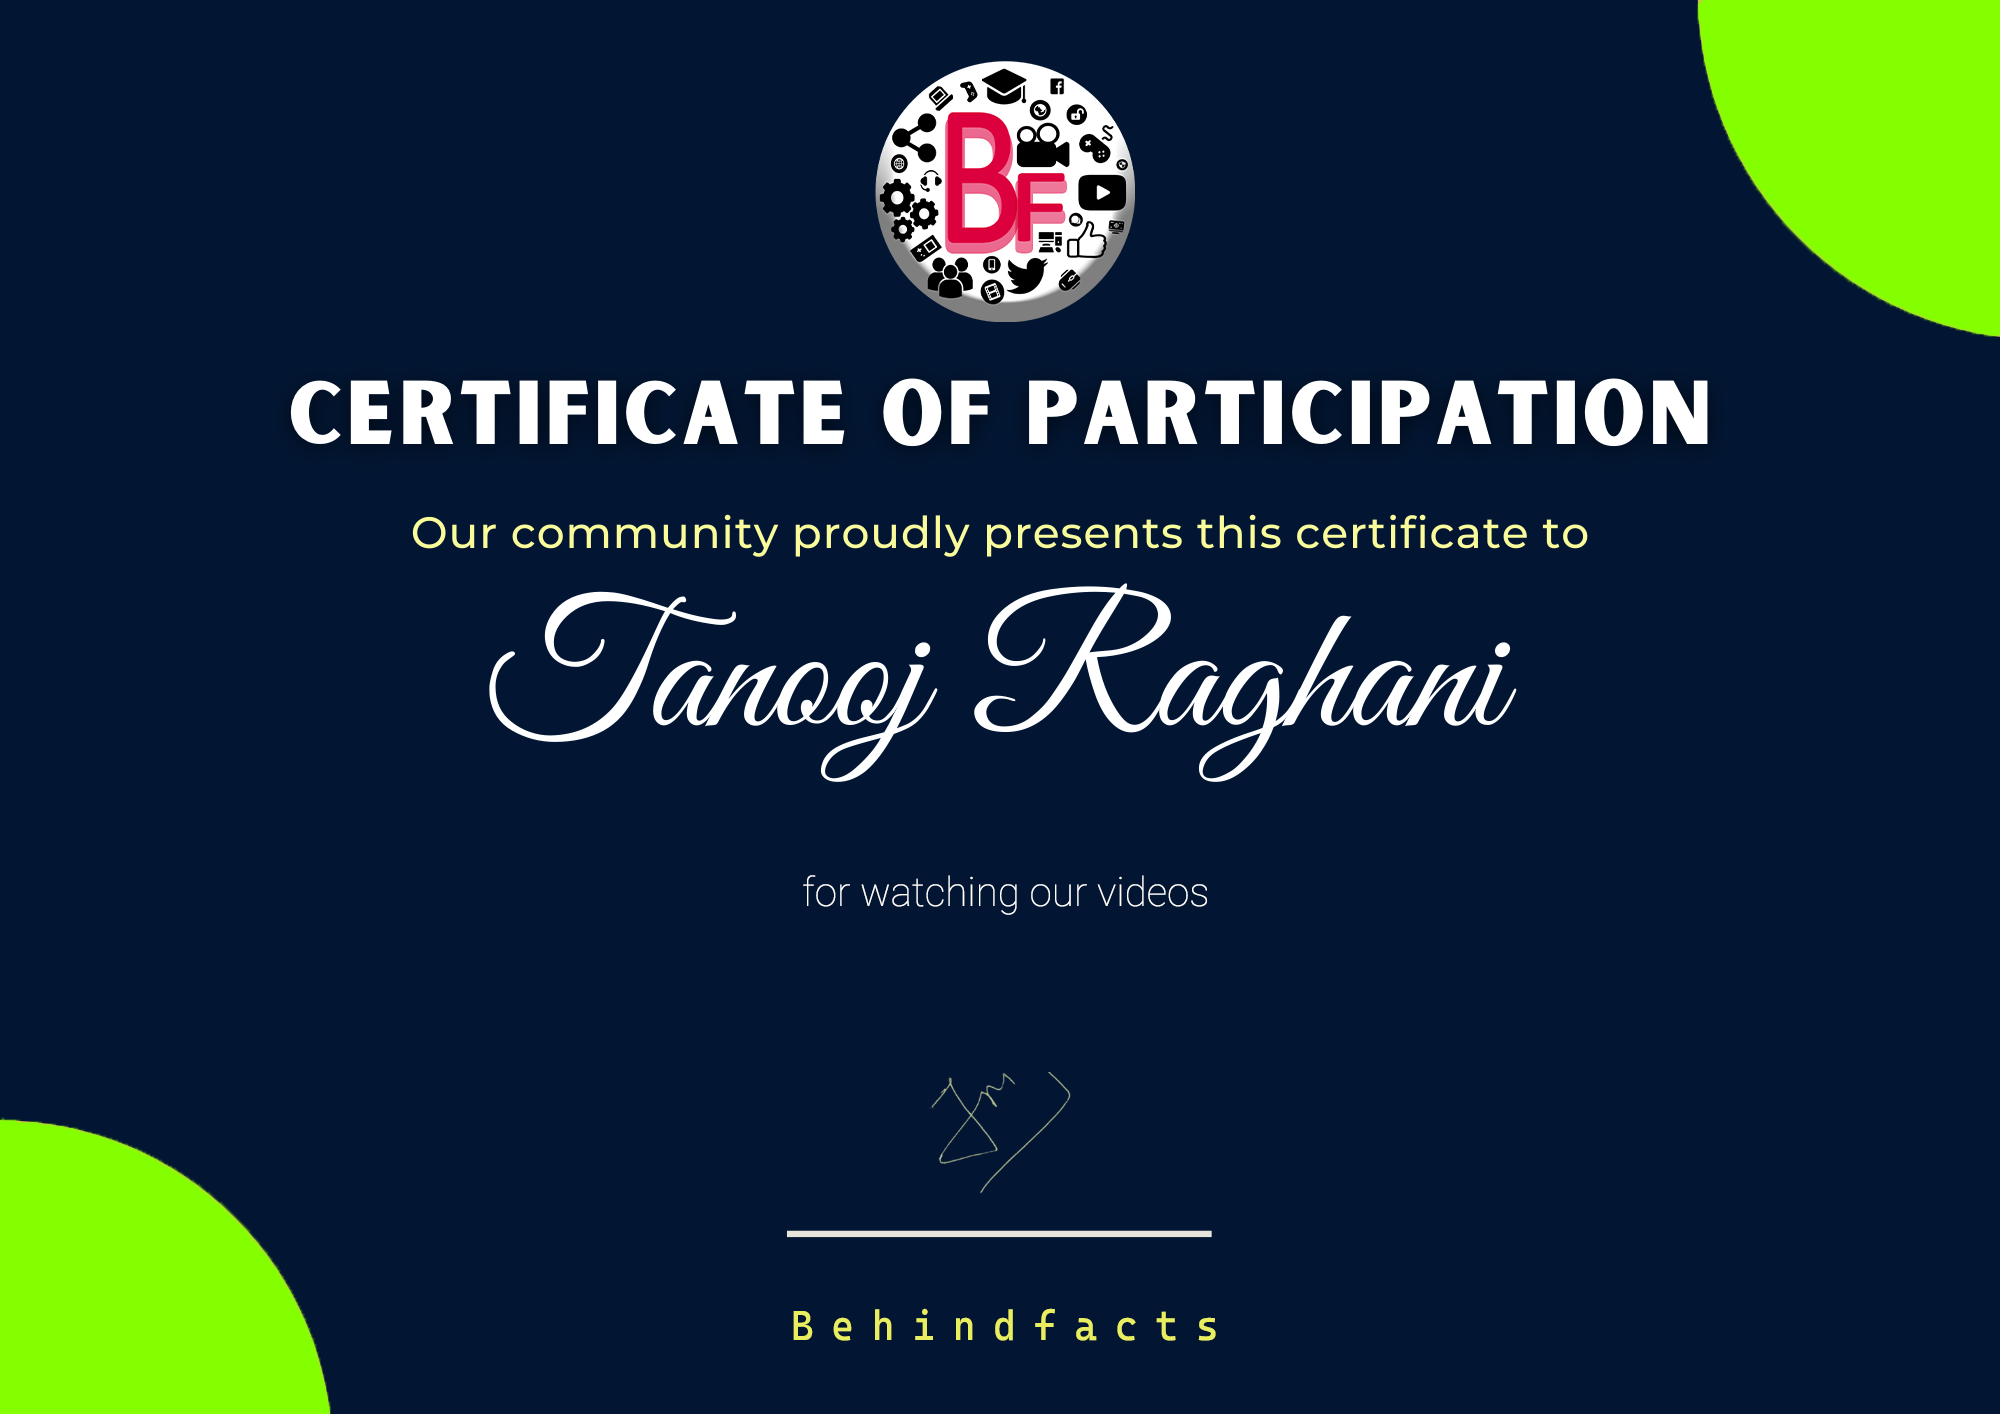 BF
CERTIFICATE OF PARTICIPATION
Our community proudly presents this certificate to
Tanooj Raghani
for watching our videos
Behindfacts